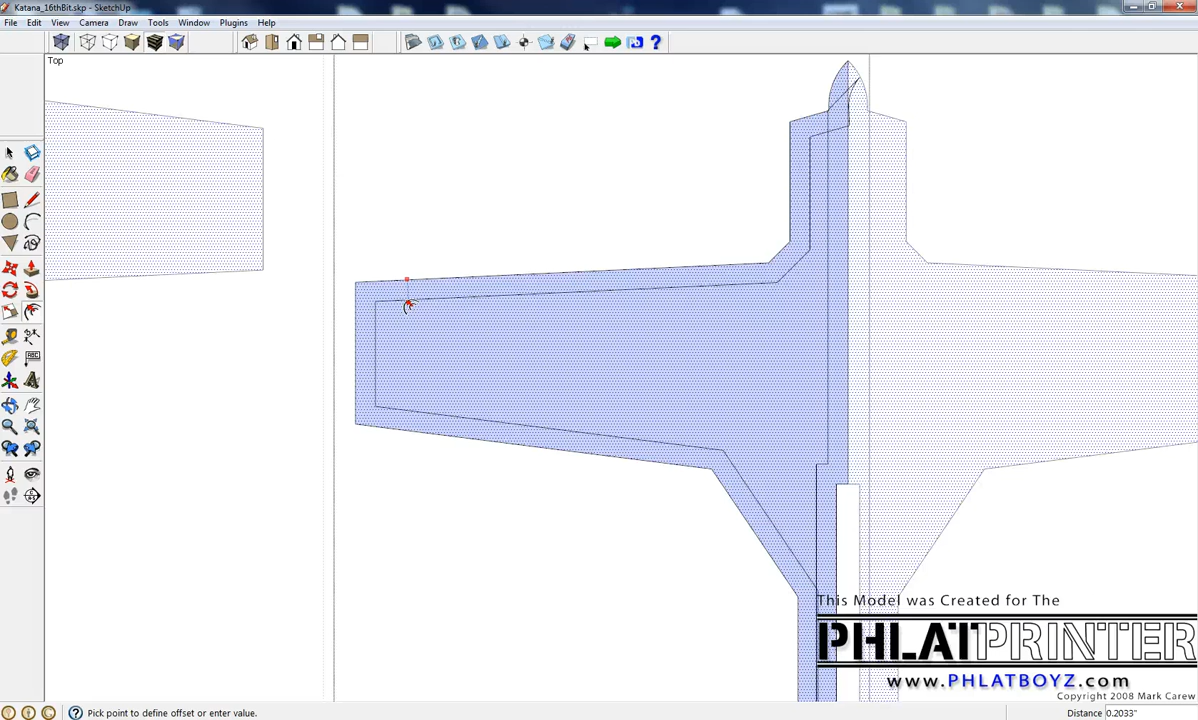 Katana_16thBit.skp - SketchUp
File Edit View Camera Draw Tools Window Plugins Help
Top
This Model was Created for The
PHLATPRINTER
www.PHLATBOYZ.com
Copyright 2008 Mark Carew
Pick point to define offset or enter value.
Distance 0.2033"